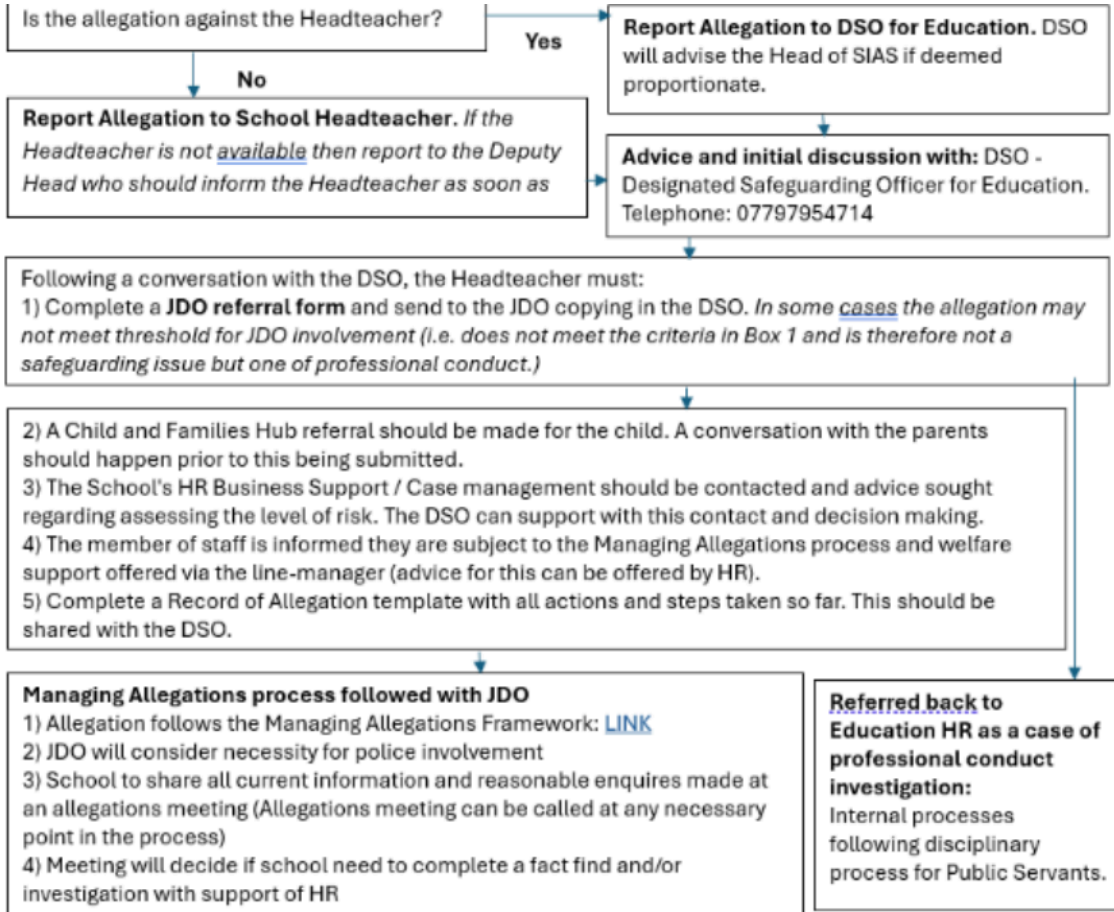 Is the allegation against the Headteacher?
Yes
No
Report Allegation to DSO for Education. DSO
will advise the Head of SIAS if deemed
proportionate.
Report Allegation to School Headteacher. If the
Headteacher is not available then report to the Deputy
Head who should inform the Headteacher as soon as
Advice and initial discussion with: DSO -
Designated Safeguarding Officer for Education.
Telephone: 07797954714
Following a conversation with the DSO, the Headteacher must:
1) Complete a JDO referral form and send to the JDO copying in the DSO. In some cases the allegation may
not meet threshold for JDO involvement (i.e. does not meet the criteria in Box 1 and is therefore not a
safeguarding issue but one of professional conduct.)
2) A Child and Families Hub referral should be made for the child. A conversation with the parents
should happen prior to this being submitted.
3) The School's HR Business Support / Case management should be contacted and advice sought
regarding assessing the level of risk. The DSO can support with this contact and decision making.
4) The member of staff is informed they are subject to the Managing Allegations process and welfare
support offered via the line-manager (advice for this can be offered by HR).
5) Complete a Record of Allegation template with all actions and steps taken so far. This should be
shared with the DSO.
Managing Allegations process followed with JDO
1) Allegation follows the Managing Allegations Framework: LINK
2) JDO will consider necessity for police involvement
3) School to share all current information and reasonable enquires made at
an allegations meeting (Allegations meeting can be called at any necessary
point in the process)
4) Meeting will decide if school need to complete a fact find and/or
investigation with support of HR
Referred back to
Education HR as a case of
professional conduct
investigation:
Internal processes
following disciplinary
process for Public Servants.